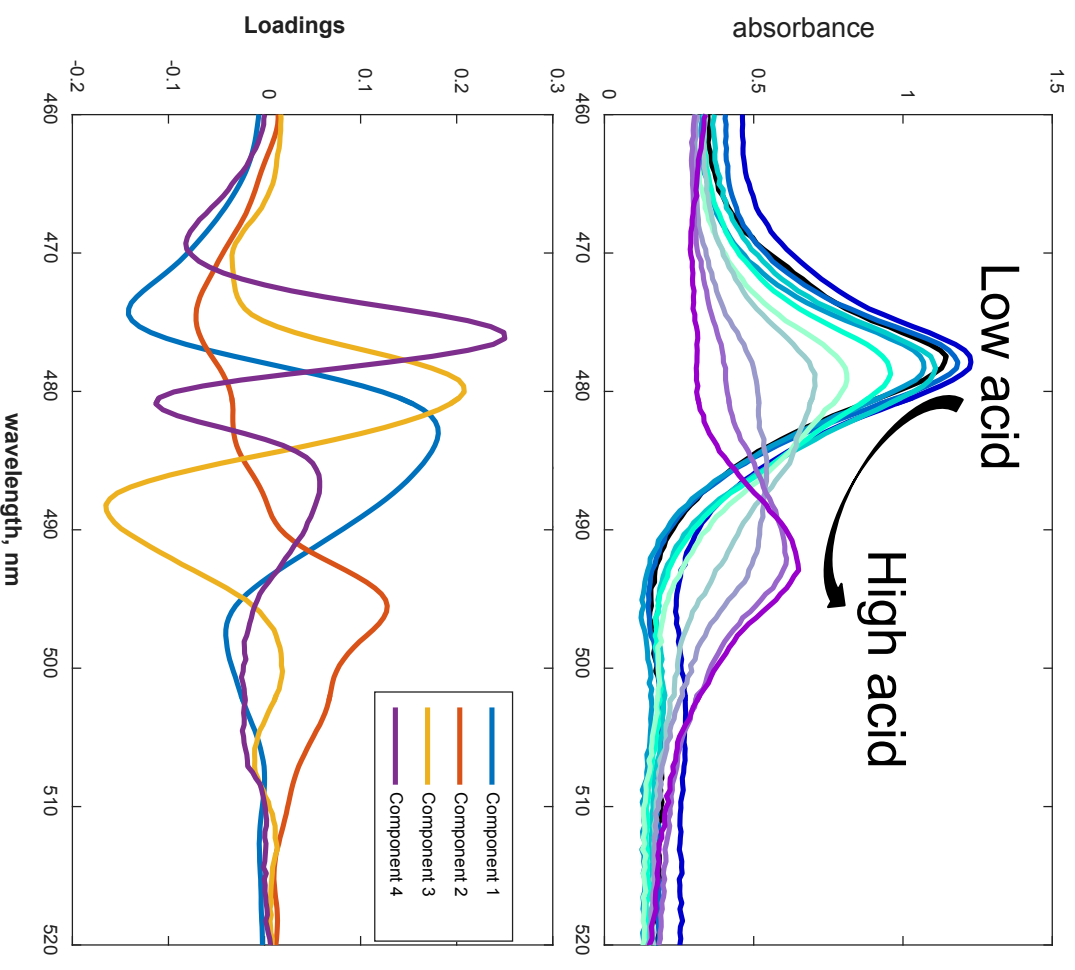 absorbance
0
0.5
1
1.5
460
470
480
490
500
510
520
Low acid
High acid
Loadings
-0.2
-0.1
0
0.1
0.2
0.3
460
470
480
490
500
510
520
Component 1
Component 2
Component 3
Component 4
wavelength, nm